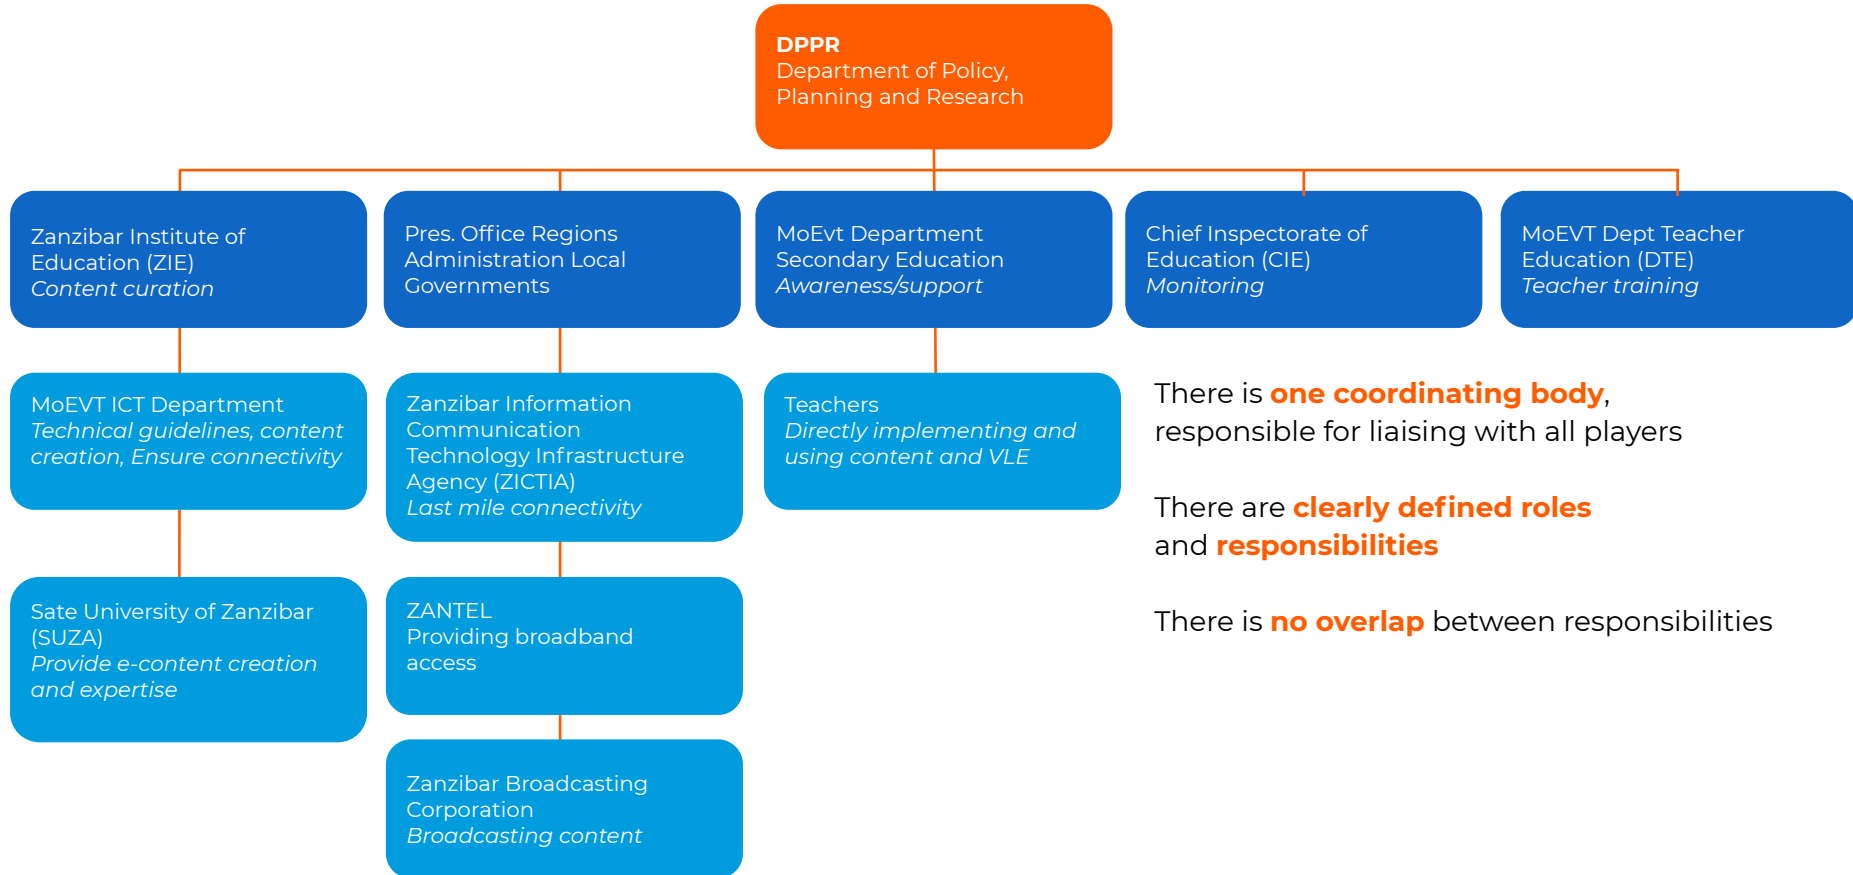 DPPR
Department of Policy,
Planning and Research
Zanzibar Institute of
Education (ZIE)
Content curation
Pres. Office Regions
Administration Local
Governments
MoEvt Department
Secondary Education
Awareness/support
Chief Inspectorate of
Education (CIE)
Monitoring
MoEVT Dept Teacher
Education (DTE)
Teacher training
MoEVT ICT Department
Technical guidelines, content
creation, Ensure connectivity
Zanzibar Information
Communication
Technology Infrastructure
Agency (ZICTIA)
Last mile connectivity
Teachers
Directly implementing and
using content and VLE
Sate University of Zanzibar
(SUZA)
Provide e-content creation
and expertise
ZANTEL
Providing broadband
access
Zanzibar Broadcasting
Corporation
Broadcasting content
There is one coordinating body,
responsible for liaising with all players
There are clearly defined roles
and responsibilities
There is no overlap between responsibilities